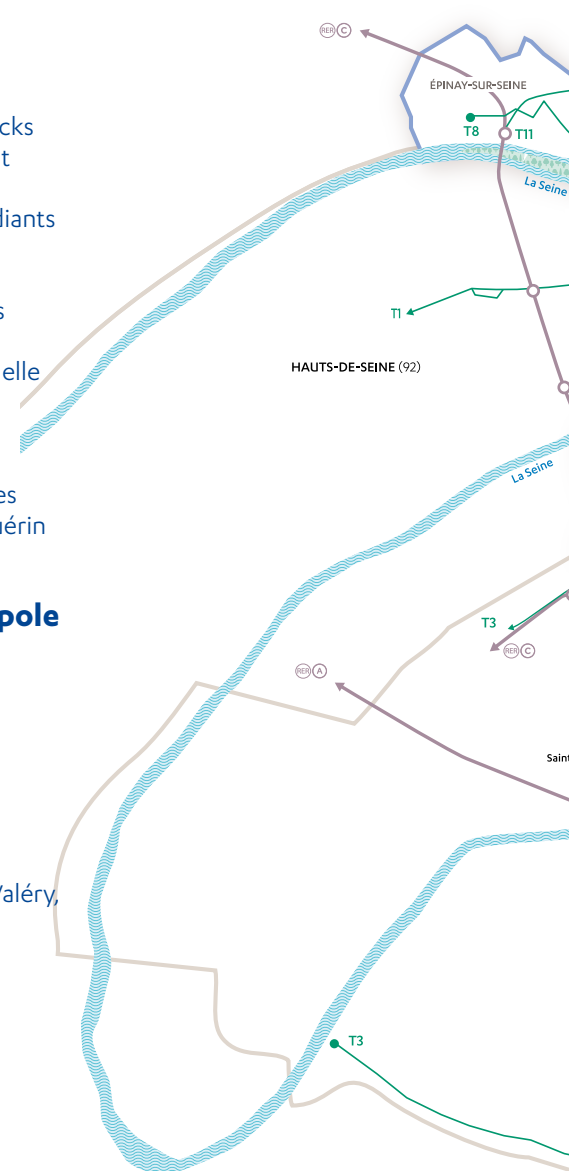 cks
t
diants
s
elle
es
uérin
pole
Valéry,
RER C
ÉPINAY-SUR-SEINE
T8
T11
La Seine
T1
HAUTS-DE-SEINE (92)
La Seine
T3
RER C
RER A
Saint
T3